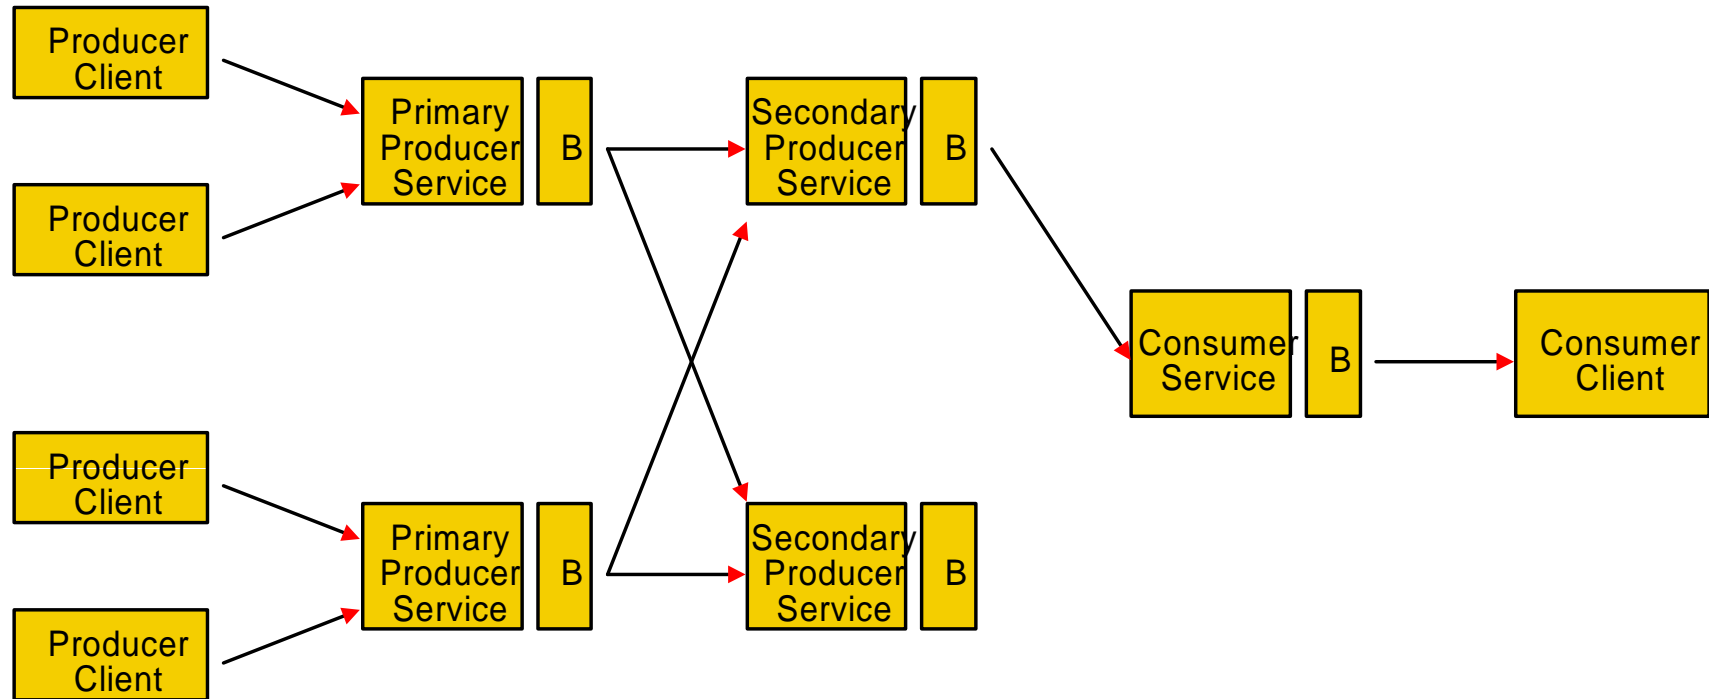 Producer
Client
Producer
Client
Primary
Producer
Service
B
Secondary
Producer
Service
B
Consumer
Service
B
Consumer
Client
Producer
Client
Producer
Client
Primary
Producer
Service
B
Secondary
Producer
Service
B